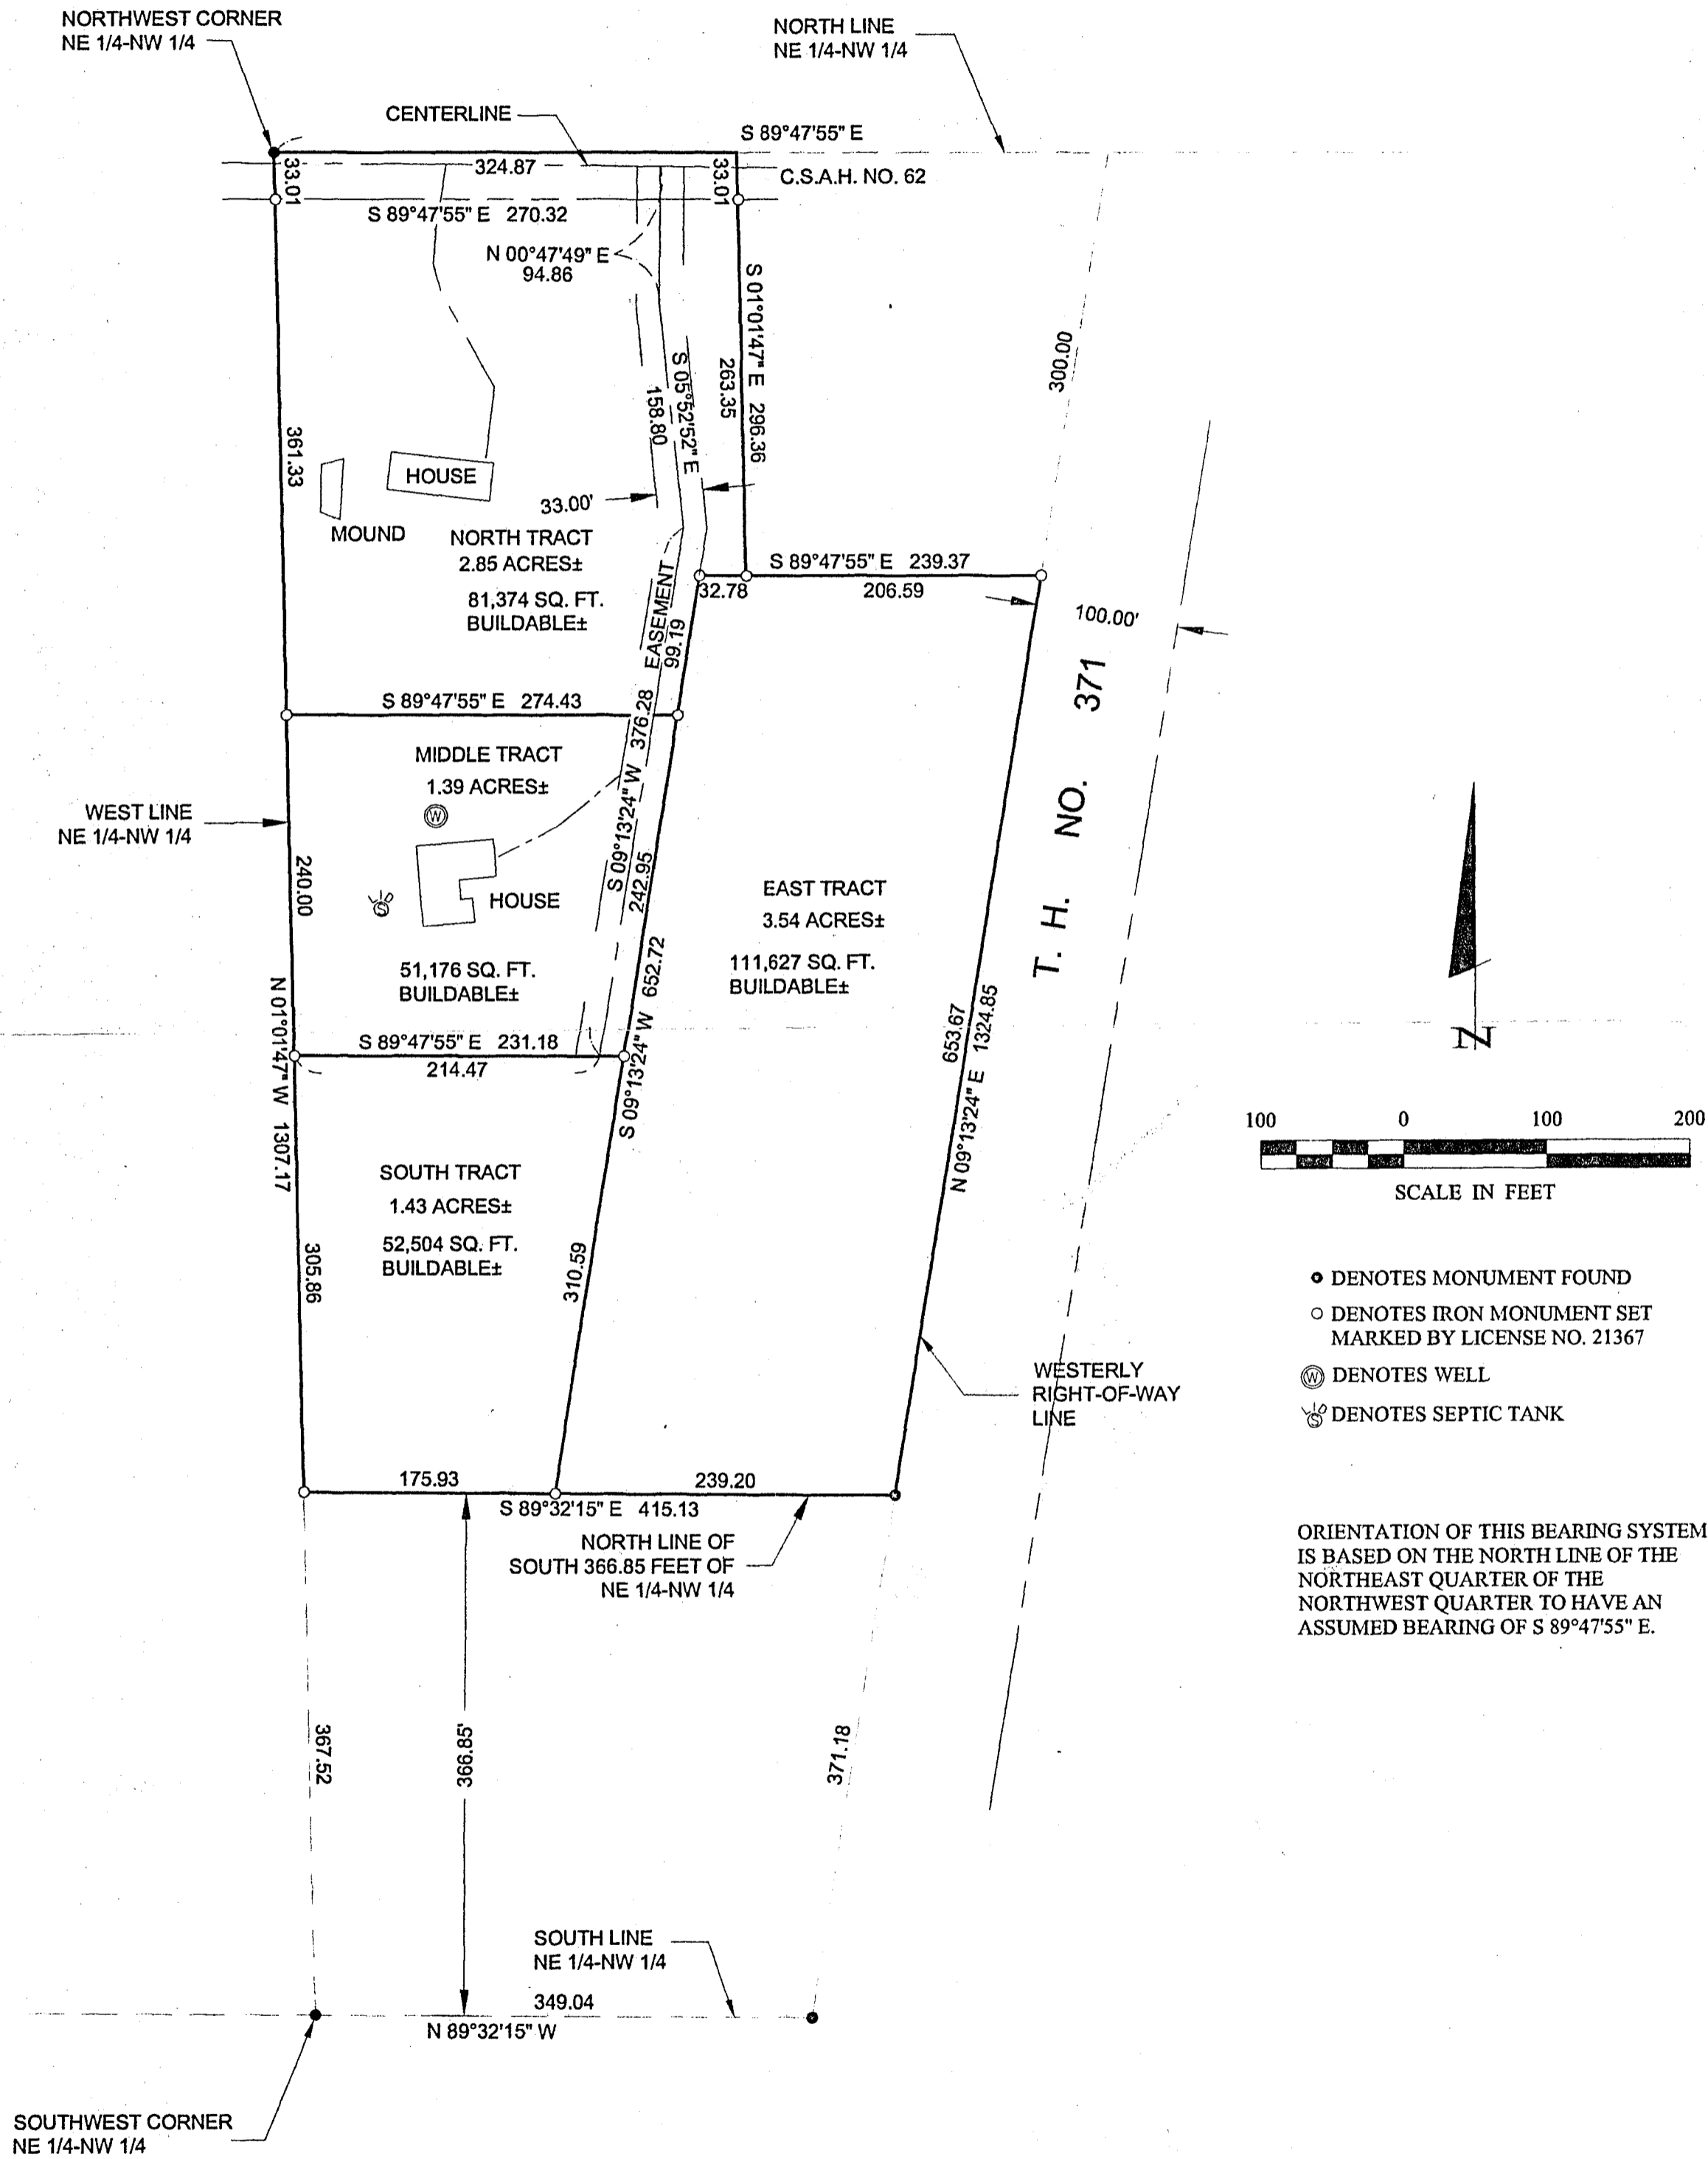 NORTHWEST CORNER
NE 1/4-NW 1/4
NORTH LINE
NE 1/4-NW 1/4
CENTERLINE
S 89°47'55" E
33.01
324.87
33.01
C.S.A.H. NO. 62
S 89°47'55" E 270.32
N 00°47'49" E
94.86
S 01°01'47" E 296.36
263.35
S 05°52'52" E
158.80
300.00
361.33
HOUSE
33.00'
MOUND
NORTH TRACT
2.85 ACRES±
81,374 SQ. FT.
BUILDABLE±
S 89°47'55" E 239.37
32.78
206.59
100.00'
EASEMENT
99.19
T. H. NO. 371
S 89°47'55" E 274.43
S 09°13'24" W 376.28
MIDDLE TRACT
1.39 ACRES±
W
WEST LINE
NE 1/4-NW 1/4
240.00
242.95
HOUSE
S
EAST TRACT
3.54 ACRES±
111,627 SQ. FT.
BUILDABLE±
51,176 SQ. FT.
BUILDABLE±
S 09°13'24" W 652.72
N 01°01'47" W 1307.17
S 89°47'55" E 231.18
214.47
653.67
N 09°13'24" E 1324.85
N
100 0 100 200
SCALE IN FEET
SOUTH TRACT
1.43 ACRES±
52,504 SQ. FT.
BUILDABLE±
305.86
310.59
DENOTES MONUMENT FOUND
DENOTES IRON MONUMENT SET
MARKED BY LICENSE NO. 21367
W DENOTES WELL
S DENOTES SEPTIC TANK
WESTERLY
RIGHT-OF-WAY
LINE
175.93
239.20
S 89°32'15" E 415.13
NORTH LINE OF
SOUTH 366.85 FEET OF
NE 1/4-NW 1/4
ORIENTATION OF THIS BEARING SYSTEM
IS BASED ON THE NORTH LINE OF THE
NORTHEAST QUARTER OF THE
NORTHWEST QUARTER TO HAVE AN
ASSUMED BEARING OF S 89°47'55" E.
367.52
366.85'
371.18
SOUTH LINE
NE 1/4-NW 1/4
349.04
N 89°32'15" W
SOUTHWEST CORNER
NE 1/4-NW 1/4